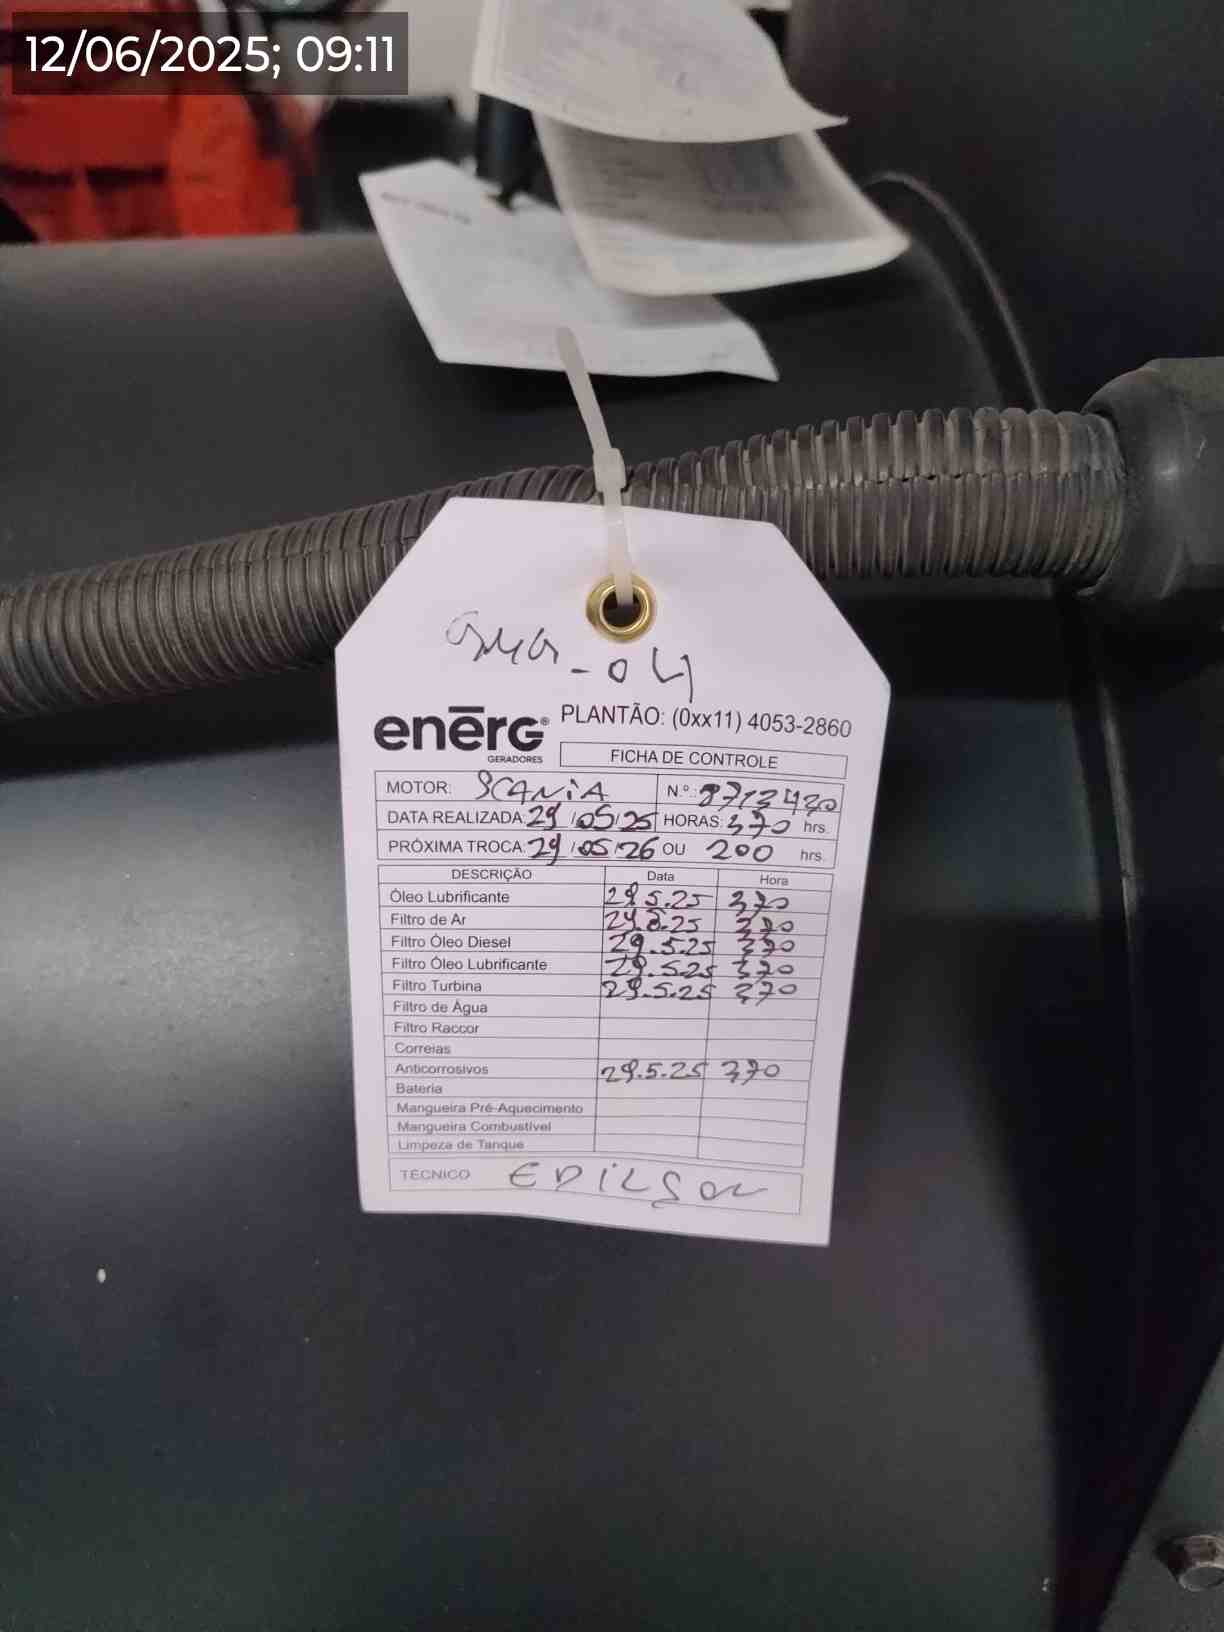 12/06/2025; 09:11
GMG-04
enērG® PLANTÃO: (0xx11) 4053-2860
GERADORES
FICHA DE CONTROLE
MOTOR: SCANiA N.º.: 8713420
DATA REALIZADA: 29/05/25 HORAS: 370 hrs.
PRÓXIMA TROCA: 29/05/26 OU 200 hrs.
DESCRIÇÃO Data Hora
Óleo Lubrificante 29.5.25 370
Filtro de Ar 29.5.25 370
Filtro Óleo Diesel 29.5.25 370
Filtro Óleo Lubrificante 29.5.25 370
Filtro Turbina 29.5.25 370
Filtro de Água
Filtro Raccor
Correias
Anticorrosivos 29.5.25 370
Bateria
Mangueira Pré-Aquecimento
Mangueira Combustível
Limpeza de Tanque
TÉCNICO EDiLSON